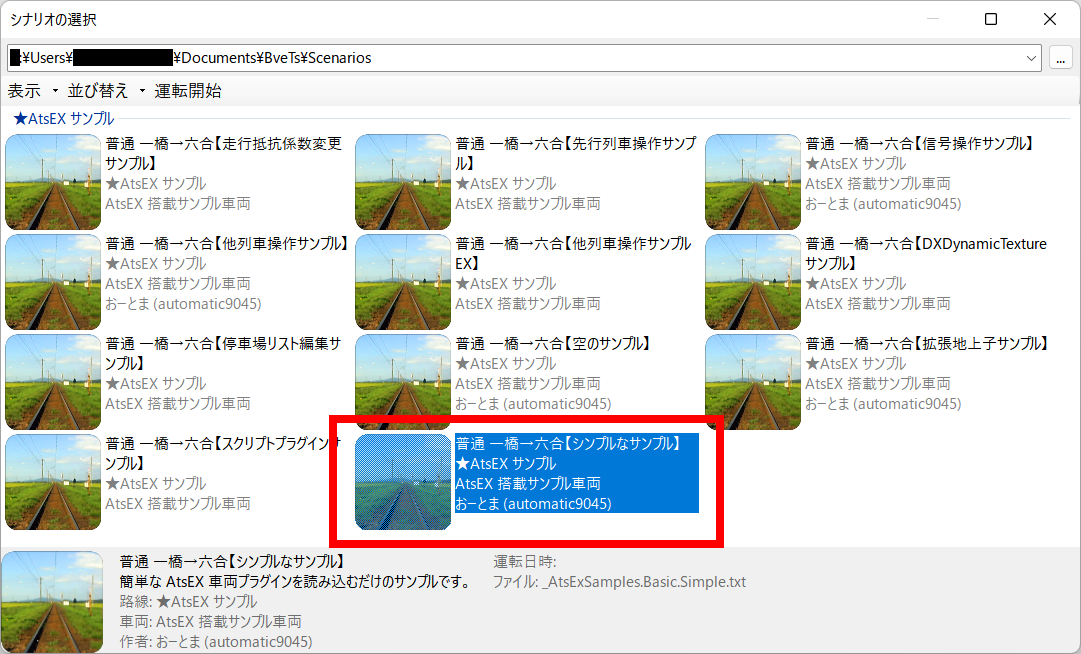 シナリオの選択
:¥Users¥ ¥Documents¥BveTs¥Scenarios
...
表示 並び替え 運転開始
★AtsEX サンプル
普通 一橋→六合【走行抵抗係数変更
サンプル】
★AtsEX サンプル
AtsEX 搭載サンプル車両
普通 一橋→六合【先行列車操作サンプ
ル】
★AtsEX サンプル
AtsEX 搭載サンプル車両
普通 一橋→六合【信号操作サンプル】
★AtsEX サンプル
AtsEX 搭載サンプル車両
おーとま (automatic9045)
普通 一橋→六合【他列車操作サンプル】
★AtsEX サンプル
AtsEX 搭載サンプル車両
おーとま (automatic9045)
普通 一橋→六合【他列車操作サンプル
EX】
★AtsEX サンプル
AtsEX 搭載サンプル車両
普通 一橋→六合【DXDynamicTexture
サンプル】
★AtsEX サンプル
AtsEX 搭載サンプル車両
普通 一橋→六合【停車場リスト編集サ
ンプル】
★AtsEX サンプル
AtsEX 搭載サンプル車両
普通 一橋→六合【空のサンプル】
★AtsEX サンプル
AtsEX 搭載サンプル車両
おーとま (automatic9045)
普通 一橋→六合【拡張地上子サンプル】
★AtsEX サンプル
AtsEX 搭載サンプル車両
おーとま (automatic9045)
普通 一橋→六合【スクリプトプラグインサ
ンプル】
★AtsEX サンプル
AtsEX 搭載サンプル車両
普通 一橋→六合【シンプルなサンプル】
★AtsEX サンプル
AtsEX 搭載サンプル車両
おーとま (automatic9045)
普通 一橋→六合【シンプルなサンプル】
簡単な AtsEX 車両プラグインを読み込むだけのサンプルです。
路線: ★AtsEX サンプル
車両: AtsEX 搭載サンプル車両
作者: おーとま (automatic9045)
運転日時:
ファイル: _AtsExSamples.Basic.Simple.txt